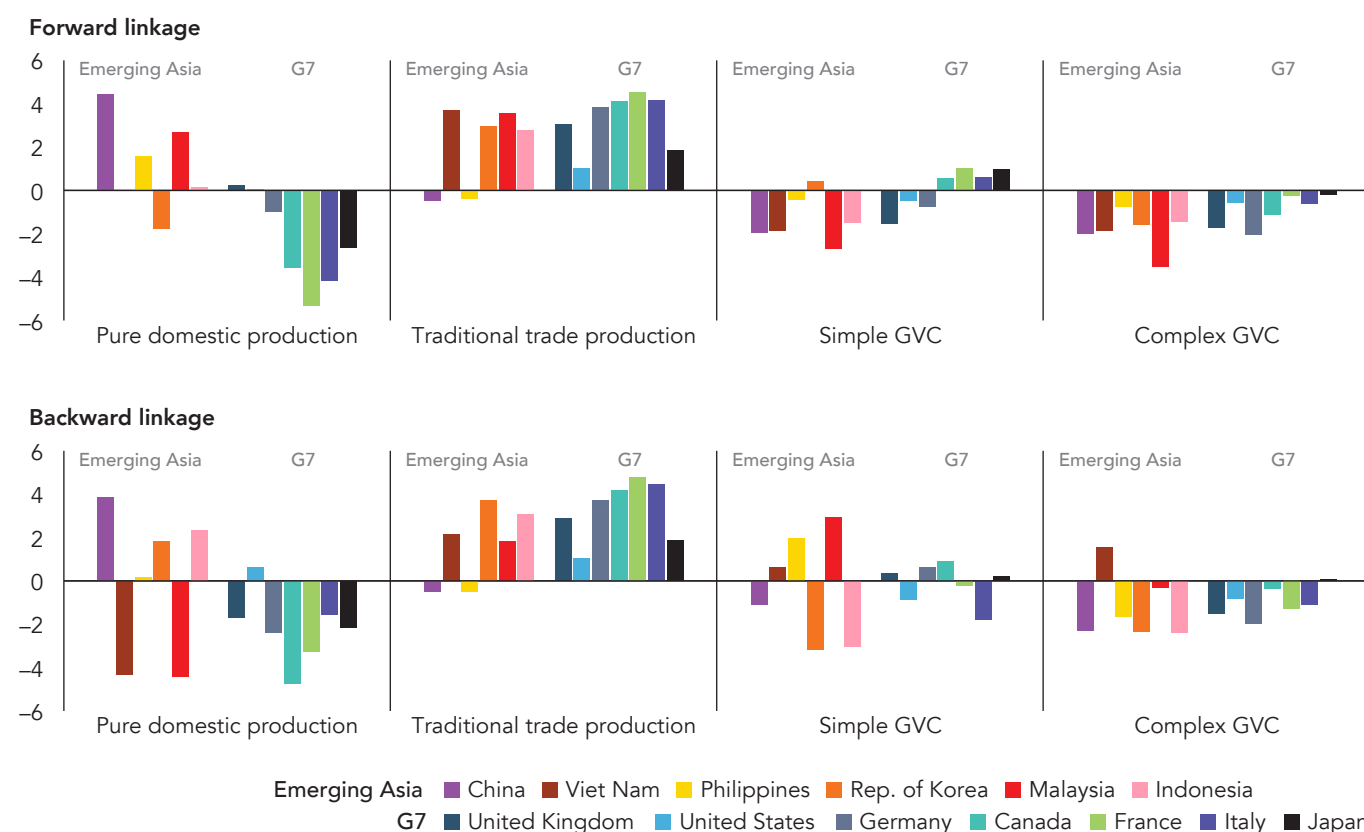 Forward linkage
6
Emerging Asia G7 Emerging Asia G7 Emerging Asia G7 Emerging Asia G7
4
2
0
–2
–4
–6
Pure domestic production Traditional trade production Simple GVC Complex GVC
Backward linkage
6
Emerging Asia G7 Emerging Asia G7 Emerging Asia G7 Emerging Asia G7
4
2
0
–2
–4
–6
Pure domestic production Traditional trade production Simple GVC Complex GVC
Emerging Asia China Viet Nam Philippines Rep. of Korea Malaysia Indonesia
G7 United Kingdom United States Germany Canada France Italy Japan